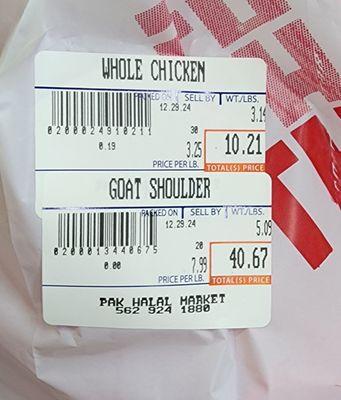 WHOLE CHICKEN
PACKED ON SELL BY WT./LBS.
12.29.24 3.14
0200024910211 30
0.19 3.25 10.21
PRICE PER LB. TOTAL(S) PRICE
GOAT SHOULDER
PACKED ON SELL BY WT./LBS.
12.29.24 5.09
0200013440675 20
0.00 7.99 40.67
PRICE PER LB. TOTAL(S) PRICE
PAK HALAL MARKET
562 924 1880